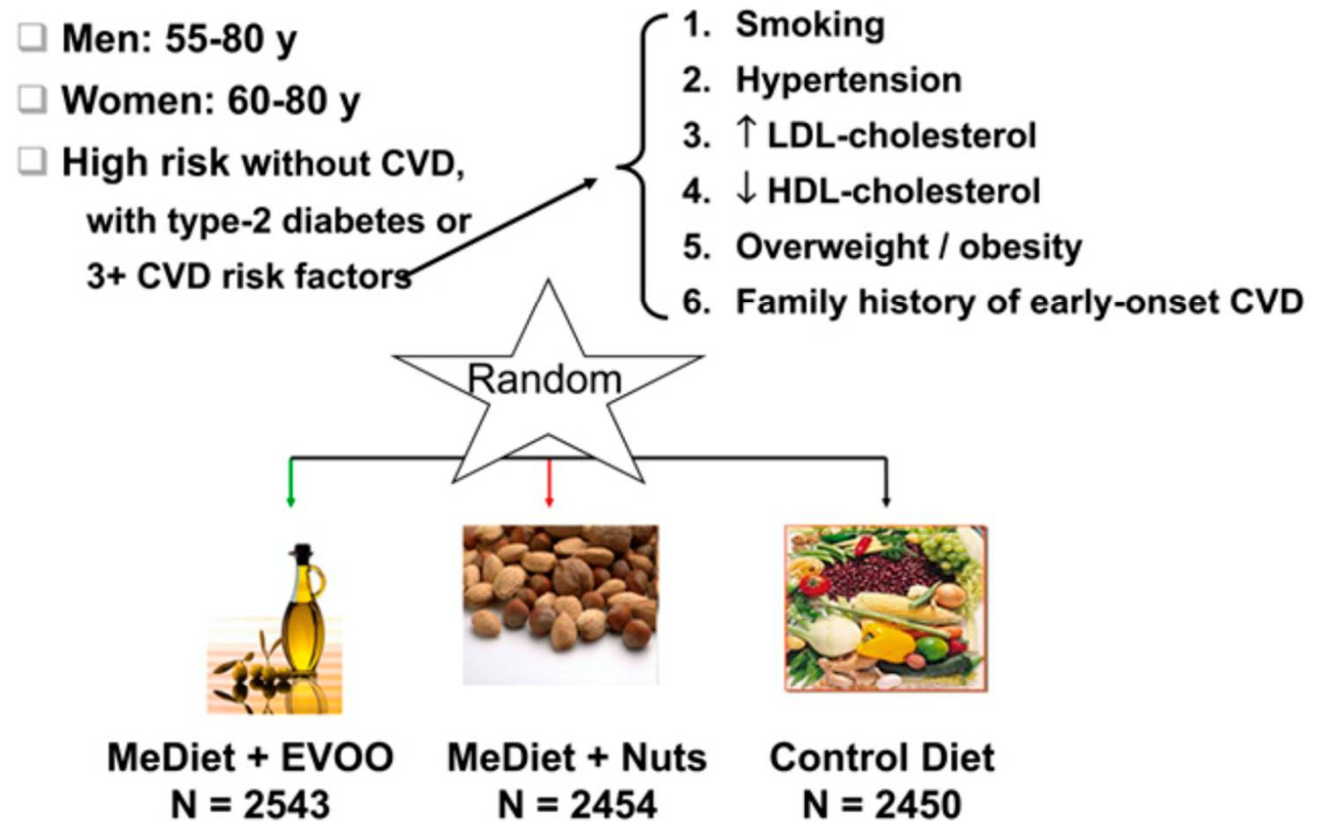 Men: 55-80 y
Women: 60-80 y
High risk without CVD,
with type-2 diabetes or
3+ CVD risk factors
1. Smoking
2. Hypertension
3. ↑ LDL-cholesterol
4. ↓ HDL-cholesterol
5. Overweight / obesity
6. Family history of early-onset CVD
Random
MeDiet + EVOO
N = 2543
MeDiet + Nuts
N = 2454
Control Diet
N = 2450